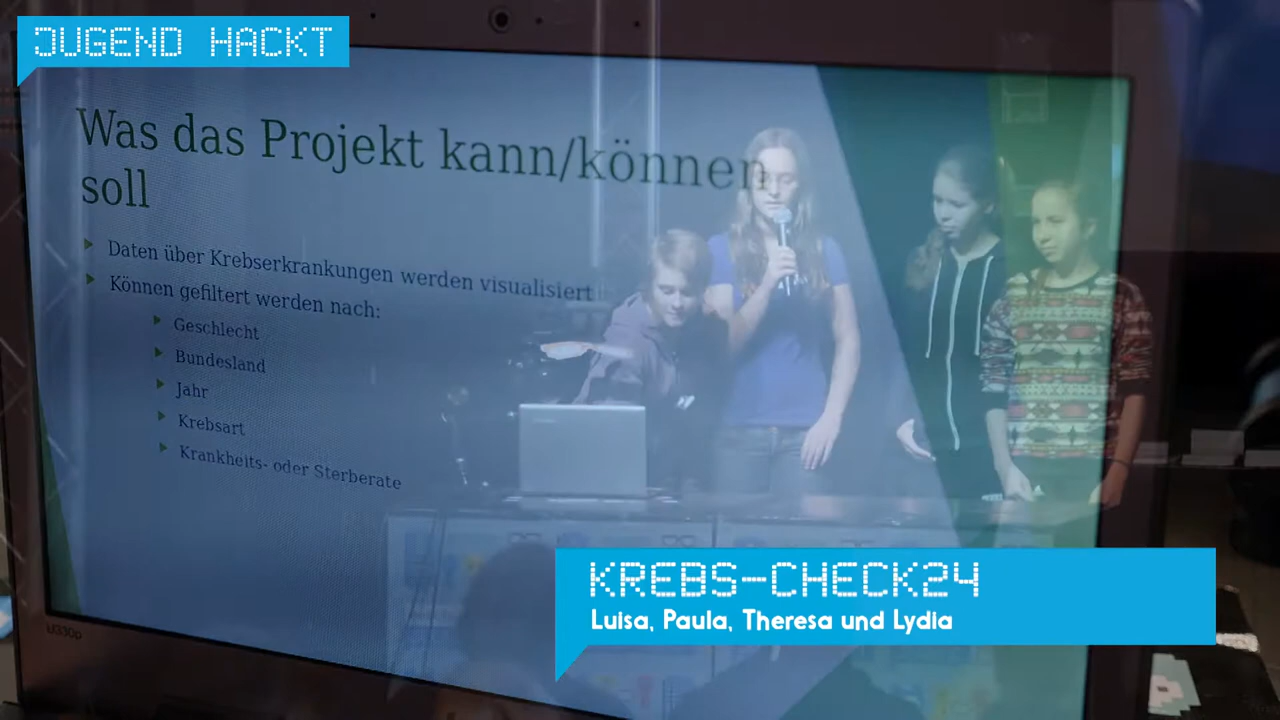 JUGEND HACKT
Was das Projekt kann/können
soll
Daten über Krebserkrankungen werden visualisiert
Können gefiltert werden nach:
Geschlecht
Bundesland
Jahr
Krebsart
Krankheits- oder Sterberate
KREBS-CHECK24
Luisa, Paula, Theresa und Lydia
U330p